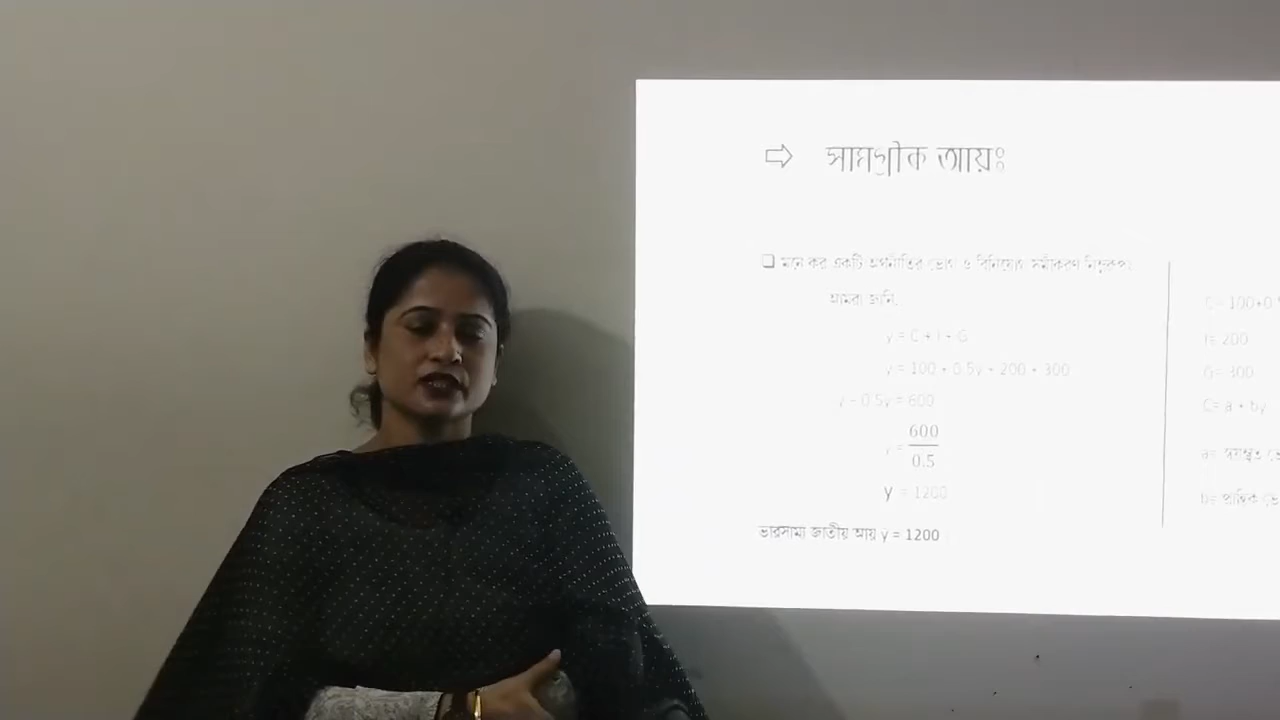 ⇨ সামগ্রীক আয়ঃ
❑ মনে কর একটি অর্থনীতির ভোগ ও বিনিয়োগ সমীকরণ নিম্নরূপঃ
আমরা জানি,
y = C + I + G
y = 100 + 0.5y + 200 + 300
y - 0.5y = 600
y = 600/0.5
y = 1200
ভারসাম্য জাতীয় আয় y = 1200
C= 100+0
I= 200
G= 300
C= a + by
a=
b= প্রান্তিক